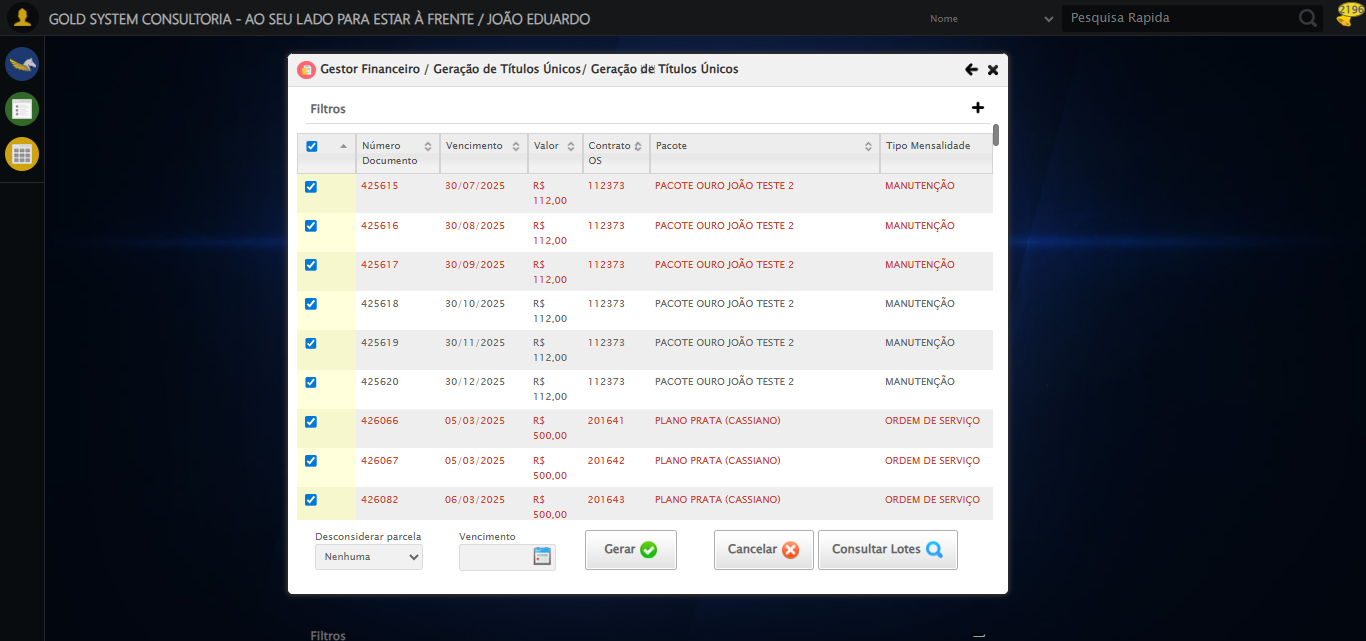 GOLD SYSTEM CONSULTORIA - AO SEU LADO PARA ESTAR À FRENTE / JOÃO EDUARDO
Nome
Pesquisa Rapida
2196
Gestor Financeiro / Geração de Títulos Únicos/ Geração de Títulos Únicos
Filtros
Número Documento Vencimento Valor Contrato OS Pacote Tipo Mensalidade
425615 30/07/2025 R$ 112,00 112373 PACOTE OURO JOÃO TESTE 2 MANUTENÇÃO
425616 30/08/2025 R$ 112,00 112373 PACOTE OURO JOÃO TESTE 2 MANUTENÇÃO
425617 30/09/2025 R$ 112,00 112373 PACOTE OURO JOÃO TESTE 2 MANUTENÇÃO
425618 30/10/2025 R$ 112,00 112373 PACOTE OURO JOÃO TESTE 2 MANUTENÇÃO
425619 30/11/2025 R$ 112,00 112373 PACOTE OURO JOÃO TESTE 2 MANUTENÇÃO
425620 30/12/2025 R$ 112,00 112373 PACOTE OURO JOÃO TESTE 2 MANUTENÇÃO
426066 05/03/2025 R$ 500,00 201641 PLANO PRATA (CASSIANO) ORDEM DE SERVIÇO
426067 05/03/2025 R$ 500,00 201642 PLANO PRATA (CASSIANO) ORDEM DE SERVIÇO
426082 06/03/2025 R$ 500,00 201643 PLANO PRATA (CASSIANO) ORDEM DE SERVIÇO
Desconsiderar parcela
Nenhuma
Vencimento
Gerar
Cancelar
Consultar Lotes
Filtros